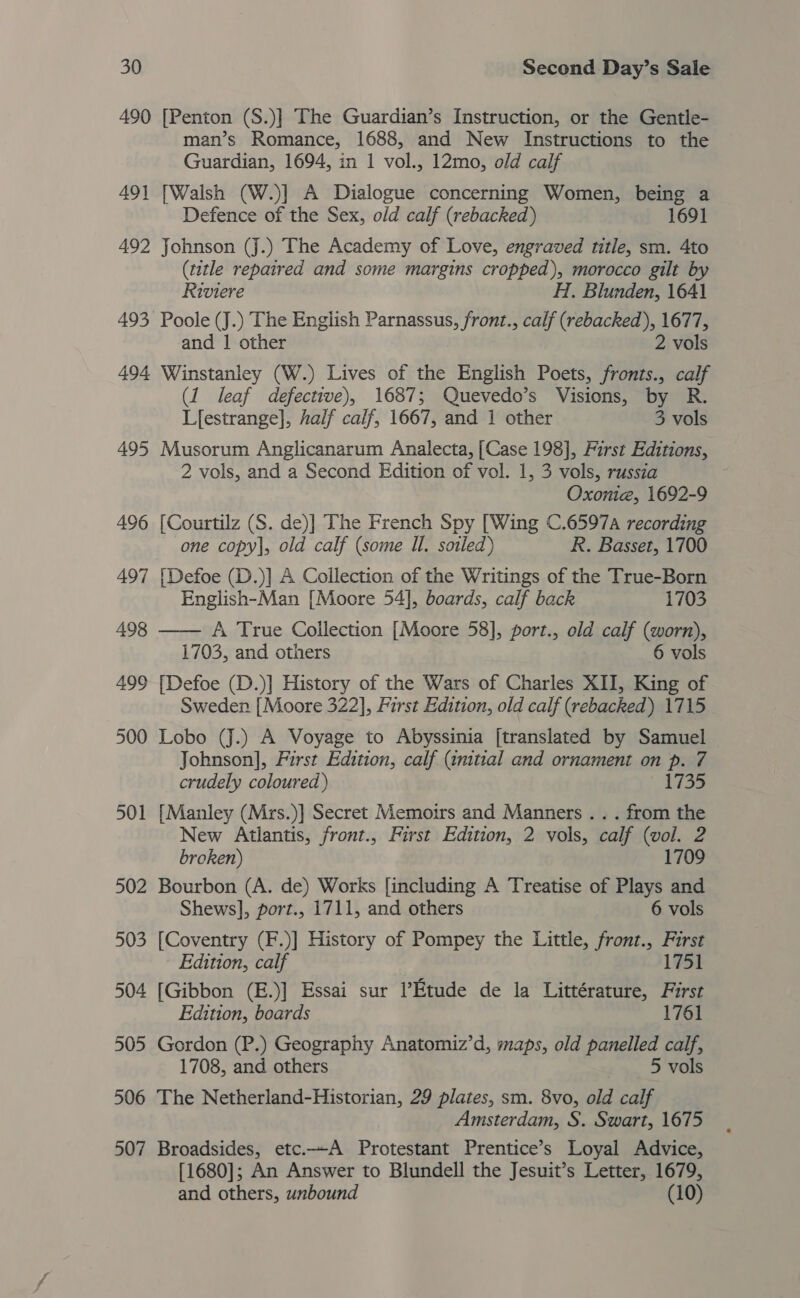 30 Second Day’s Sale
490 [Penton (S.)] The Guardian’s Instruction, or the Gentle-
man’s Romance, 1688, and New Instructions to the
Guardian, 1694, in 1 vol., 12mo, old calf
491 [Walsh (W.)] A Dialogue concerning Women, being a
Defence of the Sex, old calf (rebacked) 1691
492 Johnson (J.) The Academy of Love, engraved title, sm. 4to
(title repaired and some margins cropped), morocco gilt by
Riviere H. Blunden, 1641
493 Poole (J.) The English Parnassus, front., calf (rebacked), 1677,
and 1 other 2 vols
494 Winstanley (W.) Lives of the English Poets, fronts., calf
(1 leaf defective), 1687; Quevedo’s Visions, by R.
L[estrange], half calf, 1667, and 1 other 3 vols
495 Musorum Anglicanarum Analecta, [Case 198], First Editions,
2 vols, and a Second Edition of vol. 1, 3 vols, russia
Oxoniæ, 1692-9
496 [Courtilz (S. de)] The French Spy [Wing C.6597A recording
one copy], old calf (some ll. soiled) R. Basset, 1700
497 [Defoe (D.)] A Collection of the Writings of the True-Born
English-Man [Moore 54], boards, calf back 1703
498 —— A True Collection [Moore 58], port., old calf (worn),
1703, and others 6 vols
499 [Defoe (D.)] History of the Wars of Charles XII, King of
Sweden [Moore 322], First Edition, old calf (rebacked) 1715
500 Lobo (J.) A Voyage to Abyssinia [translated by Samuel
Johnson], First Edition, calf (initial and ornament on p. 7
crudely coloured) 1735
501 [Manley (Mrs.)] Secret Memoirs and Manners . . . from the
New Atlantis, front., First Edition, 2 vols, calf (vol. 2
broken) 1709
502 Bourbon (A. de) Works [including A Treatise of Plays and
Shews], port., 1711, and others 6 vols
503 [Coventry (F.)] History of Pompey the Little, front., First
Edition, calf 1751
504 [Gibbon (E.)] Essai sur l’Étude de la Littérature, First
Edition, boards 1761
505 Gordon (P.) Geography Anatomiz’d, maps, old panelled calf,
1708, and others 5 vols
506 The Netherland-Historian, 29 plates, sm. 8vo, old calf
Amsterdam, S. Swart, 1675
507 Broadsides, etc.—A Protestant Prentice’s Loyal Advice,
[1680]; An Answer to Blundell the Jesuit’s Letter, 1679,
and others, unbound (10)